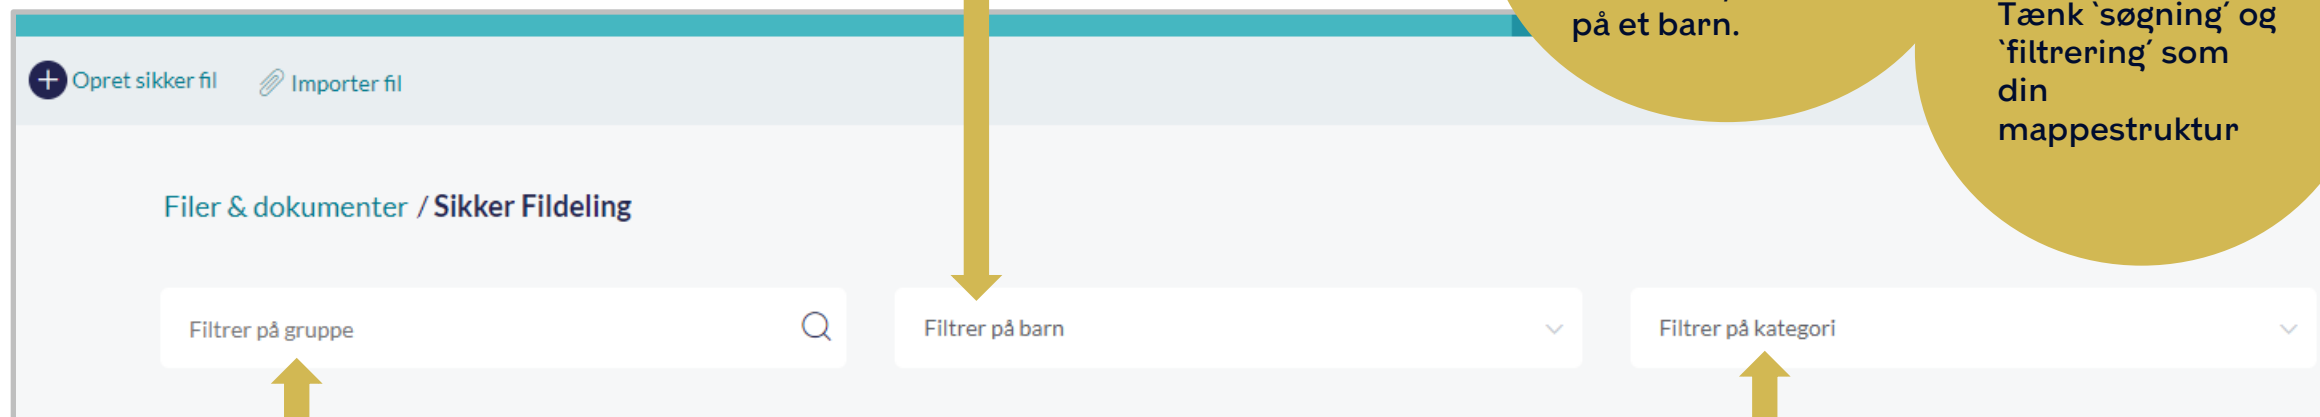 på et barn.
Tænk `søgning´ og
`filtrering´ som
din
mappestruktur
Opret sikker fil
Importer fil
Filer & dokumenter / Sikker Fildeling
Filtrer på gruppe
Filtrer på barn
Filtrer på kategori